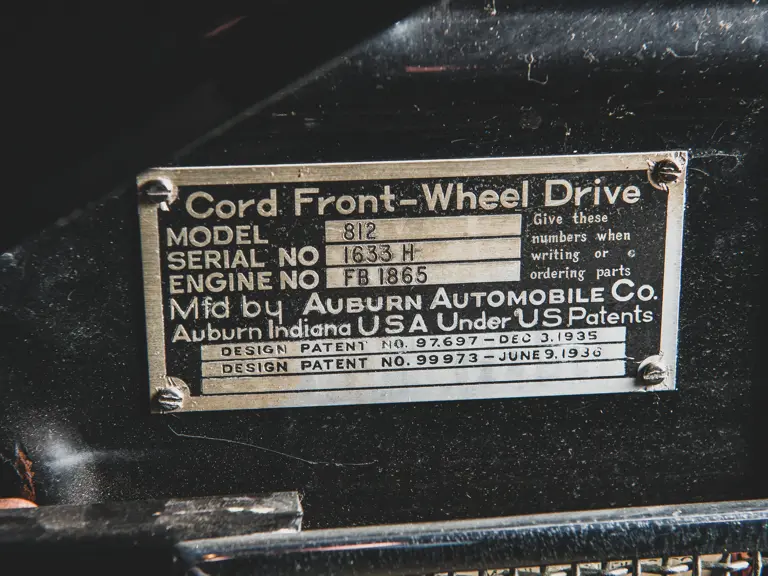 Cord Front-Wheel Drive
MODEL 812
SERIAL NO 1633 H
ENGINE NO FB 1865
Give these
numbers when
writing or
ordering parts
Mfd by AUBURN AUTOMOBILE CO.
Auburn Indiana USA Under US Patents
DESIGN PATENT NO. 97.697-DEC 3,1935
DESIGN PATENT NO. 99973-JUNE 9,1936